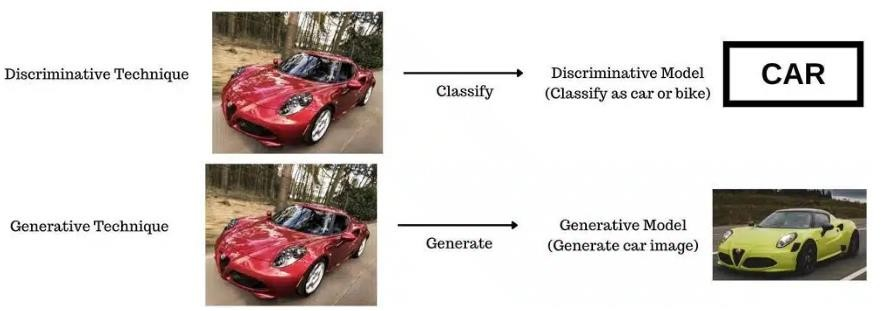 Discriminative Technique
Classify
Discriminative Model
(Classify as car or bike)
CAR
Generative Technique
Generate
Generative Model
(Generate car image)